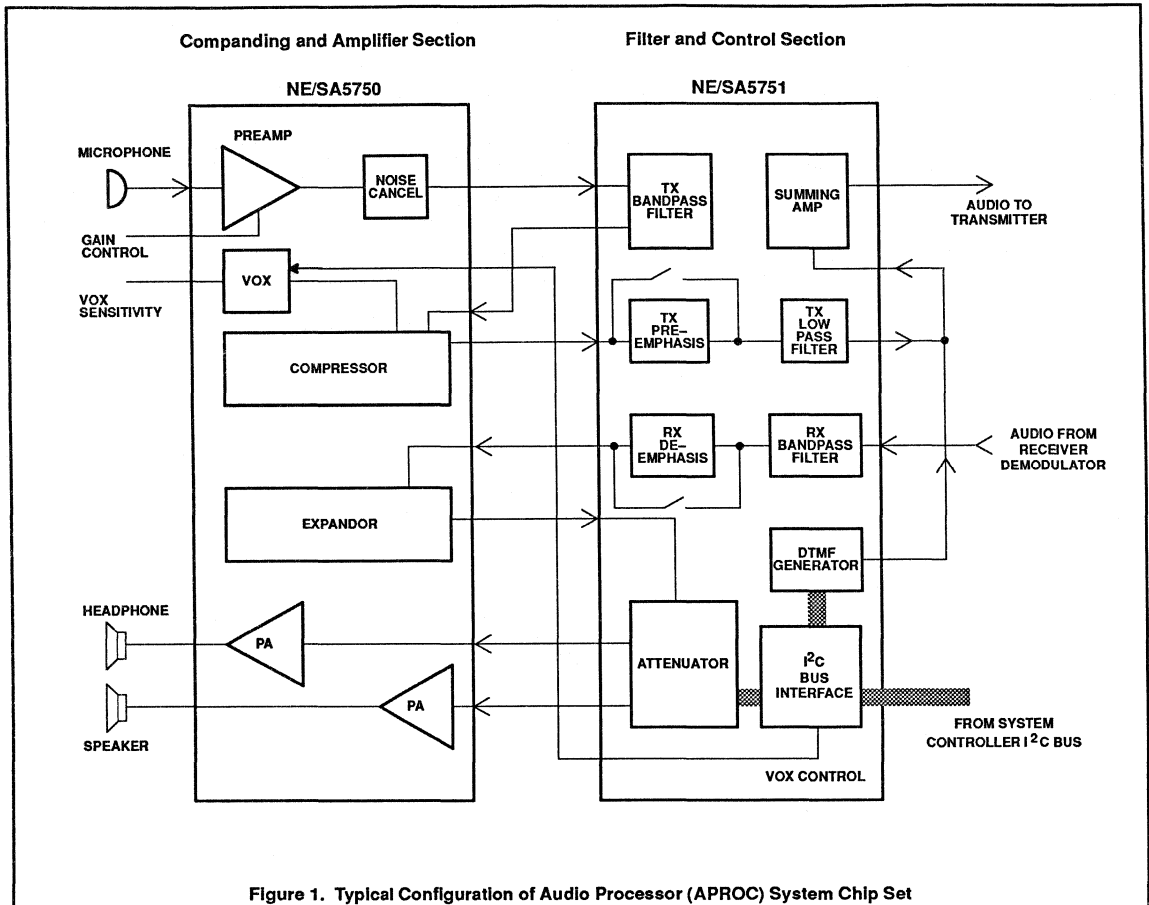 Companding and Amplifier Section
Filter and Control Section
NE/SA5750
NE/SA5751
MICROPHONE
PREAMP
NOISE
CANCEL
TX
BANDPASS
FILTER
SUMMING
AMP
AUDIO TO
TRANSMITTER
GAIN
CONTROL
VOX
VOX
SENSITIVITY
COMPRESSOR
TX
PRE–
EMPHASIS
TX
LOW
PASS
FILTER
RX
DE–
EMPHASIS
RX
BANDPASS
FILTER
AUDIO FROM
RECEIVER
DEMODULATOR
EXPANDOR
DTMF
GENERATOR
HEADPHONE
PA
ATTENUATOR
I²C
BUS
INTERFACE
PA
SPEAKER
FROM SYSTEM
CONTROLLER I²C BUS
VOX CONTROL
Figure 1. Typical Configuration of Audio Processor (APROC) System Chip Set